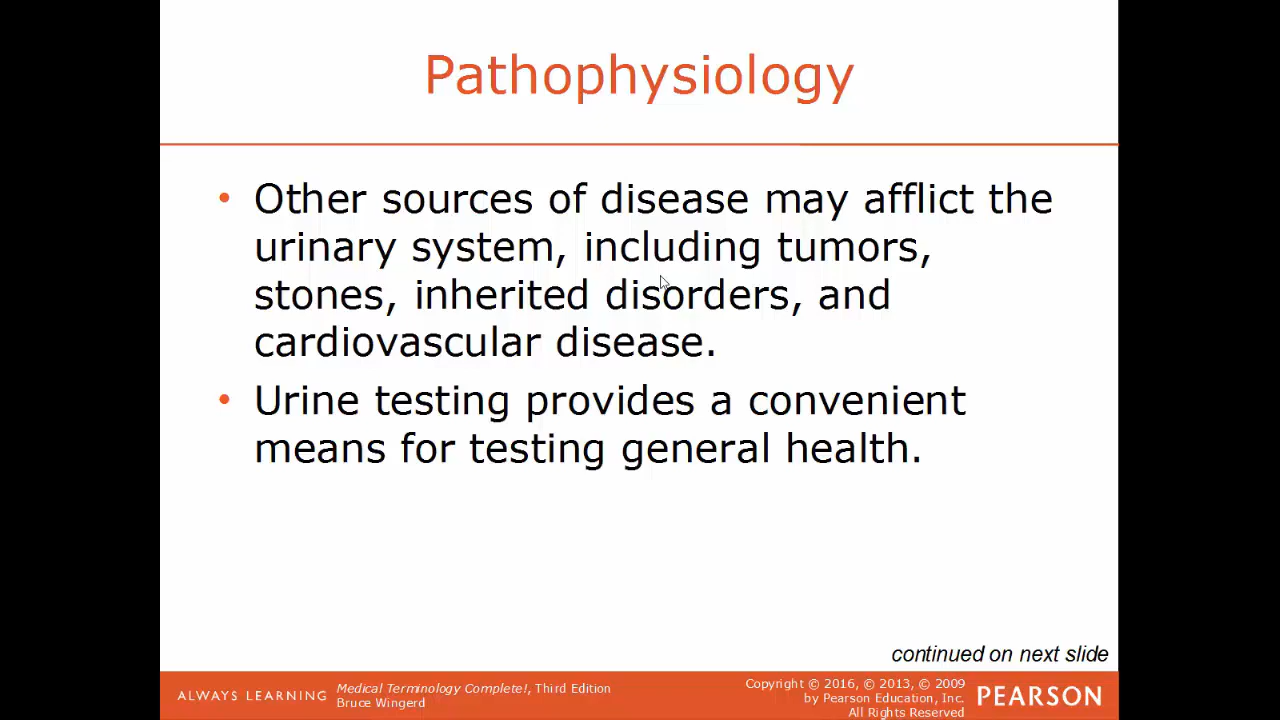 Pathophysiology
• Other sources of disease may afflict the
urinary system, including tumors,
stones, inherited disorders, and
cardiovascular disease.
• Urine testing provides a convenient
means for testing general health.
continued on next slide
ALWAYS LEARNING
Medical Terminology Complete!, Third Edition
Bruce Wingerd
Copyright © 2016, © 2013, © 2009
by Pearson Education, Inc.
All Rights Reserved
PEARSON